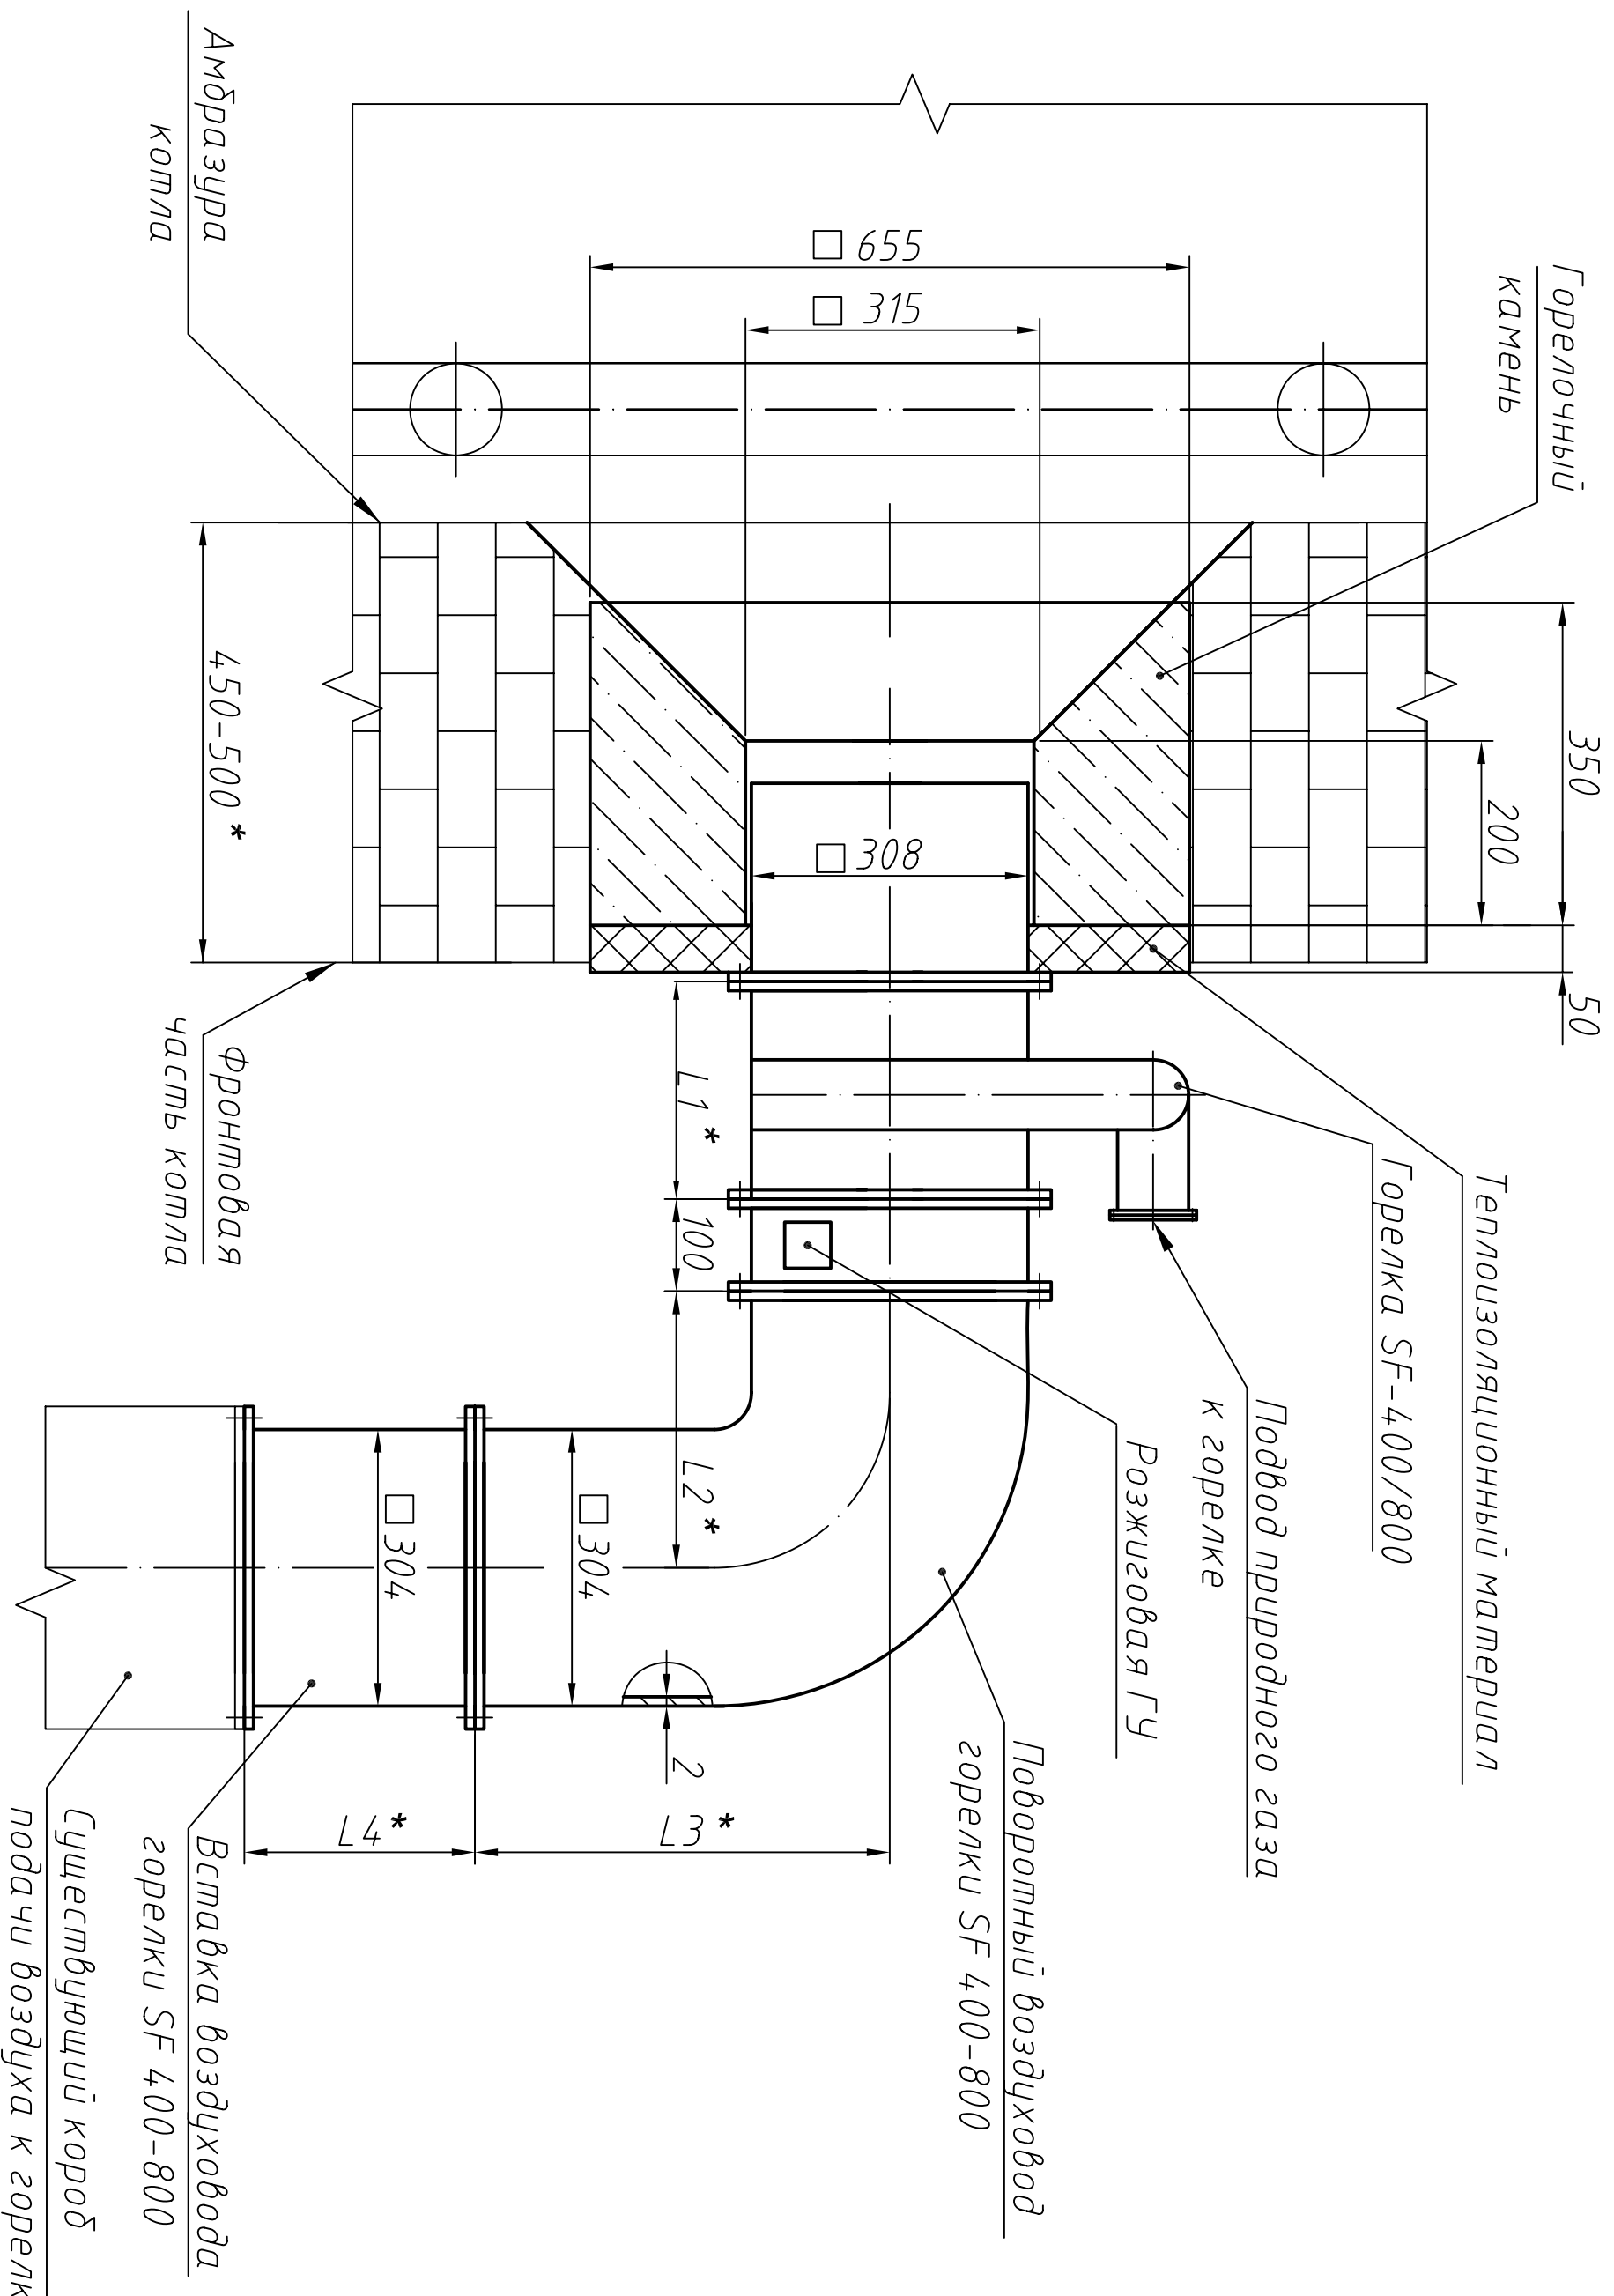 Амбразура
котла
□ 655
□ 315
Горелочный
камень
350
200
50
□ 308
450-500 *
Фронтовая
часть котла
L1 *
100
L2 *
Теплоизоляционный материал
Горелка SF-400/800
Подвод природного газа
к горелке
Розжиговая ГУ
Поворотный воздуховод
горелки SF 400-800
□ 304
□ 304
2
L4 *
L3 *
Вставка воздуховода
горелки SF 400-800
Существующий короб
подачи воздуха к